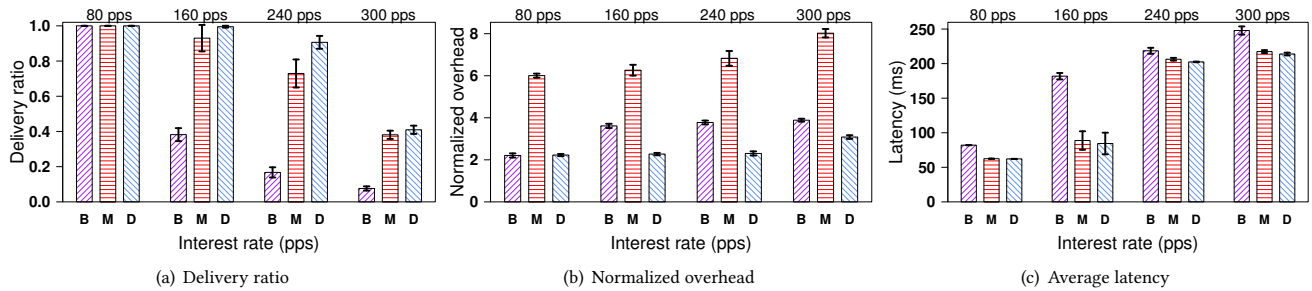 80 pps 160 pps 240 pps 300 pps
Delivery ratio
1.0
0.8
0.6
0.4
0.2
0.0
B M D B M D B M D B M D
Interest rate (pps)
(a) Delivery ratio
80 pps 160 pps 240 pps 300 pps
Normalized overhead
8
6
4
2
0
B M D B M D B M D B M D
Interest rate (pps)
(b) Normalized overhead
80 pps 160 pps 240 pps 300 pps
Latency (ms)
250
200
150
100
50
0
B M D B M D B M D B M D
Interest rate (pps)
(c) Average latency